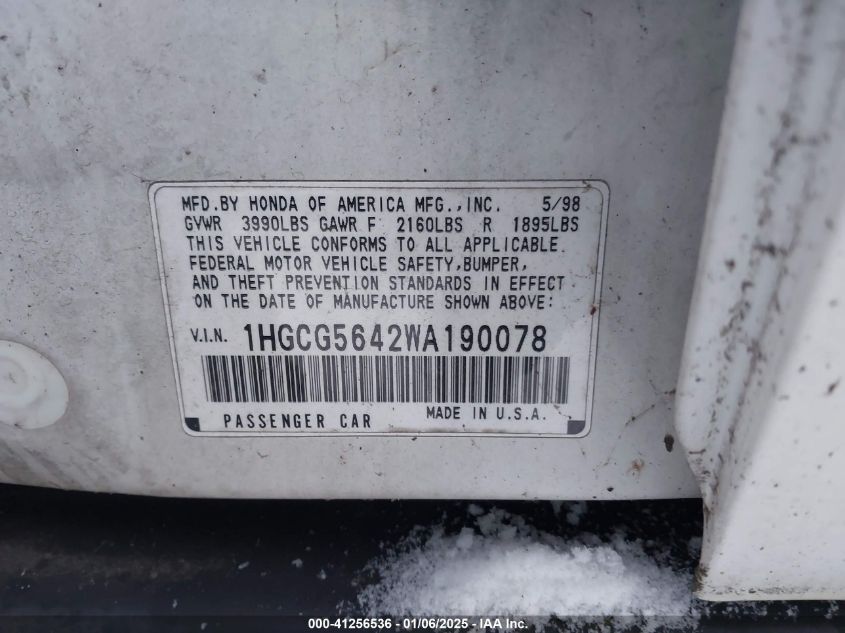 MFD.BY HONDA OF AMERICA MFG.,INC. 5/98
GVWR 3990LBS GAWR F 2160LBS R 1895LBS
THIS VEHICLE CONFORMS TO ALL APPLICABLE
FEDERAL MOTOR VEHICLE SAFETY,BUMPER,
AND THEFT PREVENTION STANDARDS IN EFFECT
ON THE DATE OF MANUFACTURE SHOWN ABOVE:
V.I.N. 1HGCG5642WA190078
PASSENGER CAR MADE IN U.S.A.
000-41256536 - 01/06/2025 - IAA Inc.